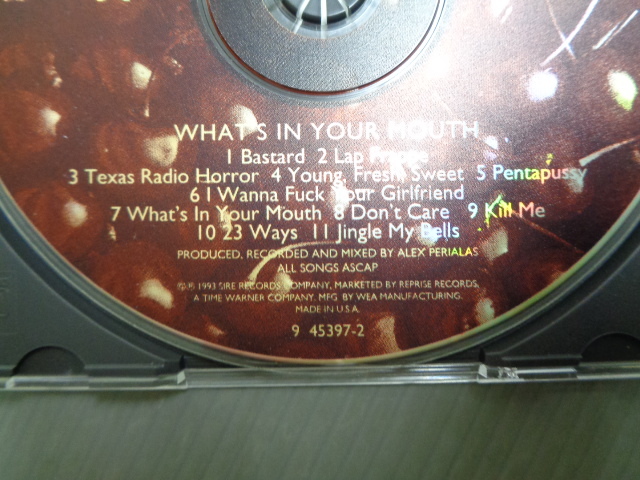 WHAT'S IN YOUR MOUTH
1 Bastard 2 Lap
3 Texas Radio Horror 4 Young, Fresh, Sweet 5 Pentapussy
6 I Wanna Fuck Your Girlfriend
7 What's In Your Mouth 8 Don't Care 9 Kill Me
10 23 Ways 11 Jingle My Bells
PRODUCED, RECORDED AND MIXED BY ALEX PERIALAS
ALL SONGS ASCAP
℗ © 1993 SIRE RECORDS COMPANY, MARKETED BY REPRISE RECORDS,
A TIME WARNER COMPANY. MFG. BY WEA MANUFACTURING.
MADE IN U.S.A.
9 45397-2